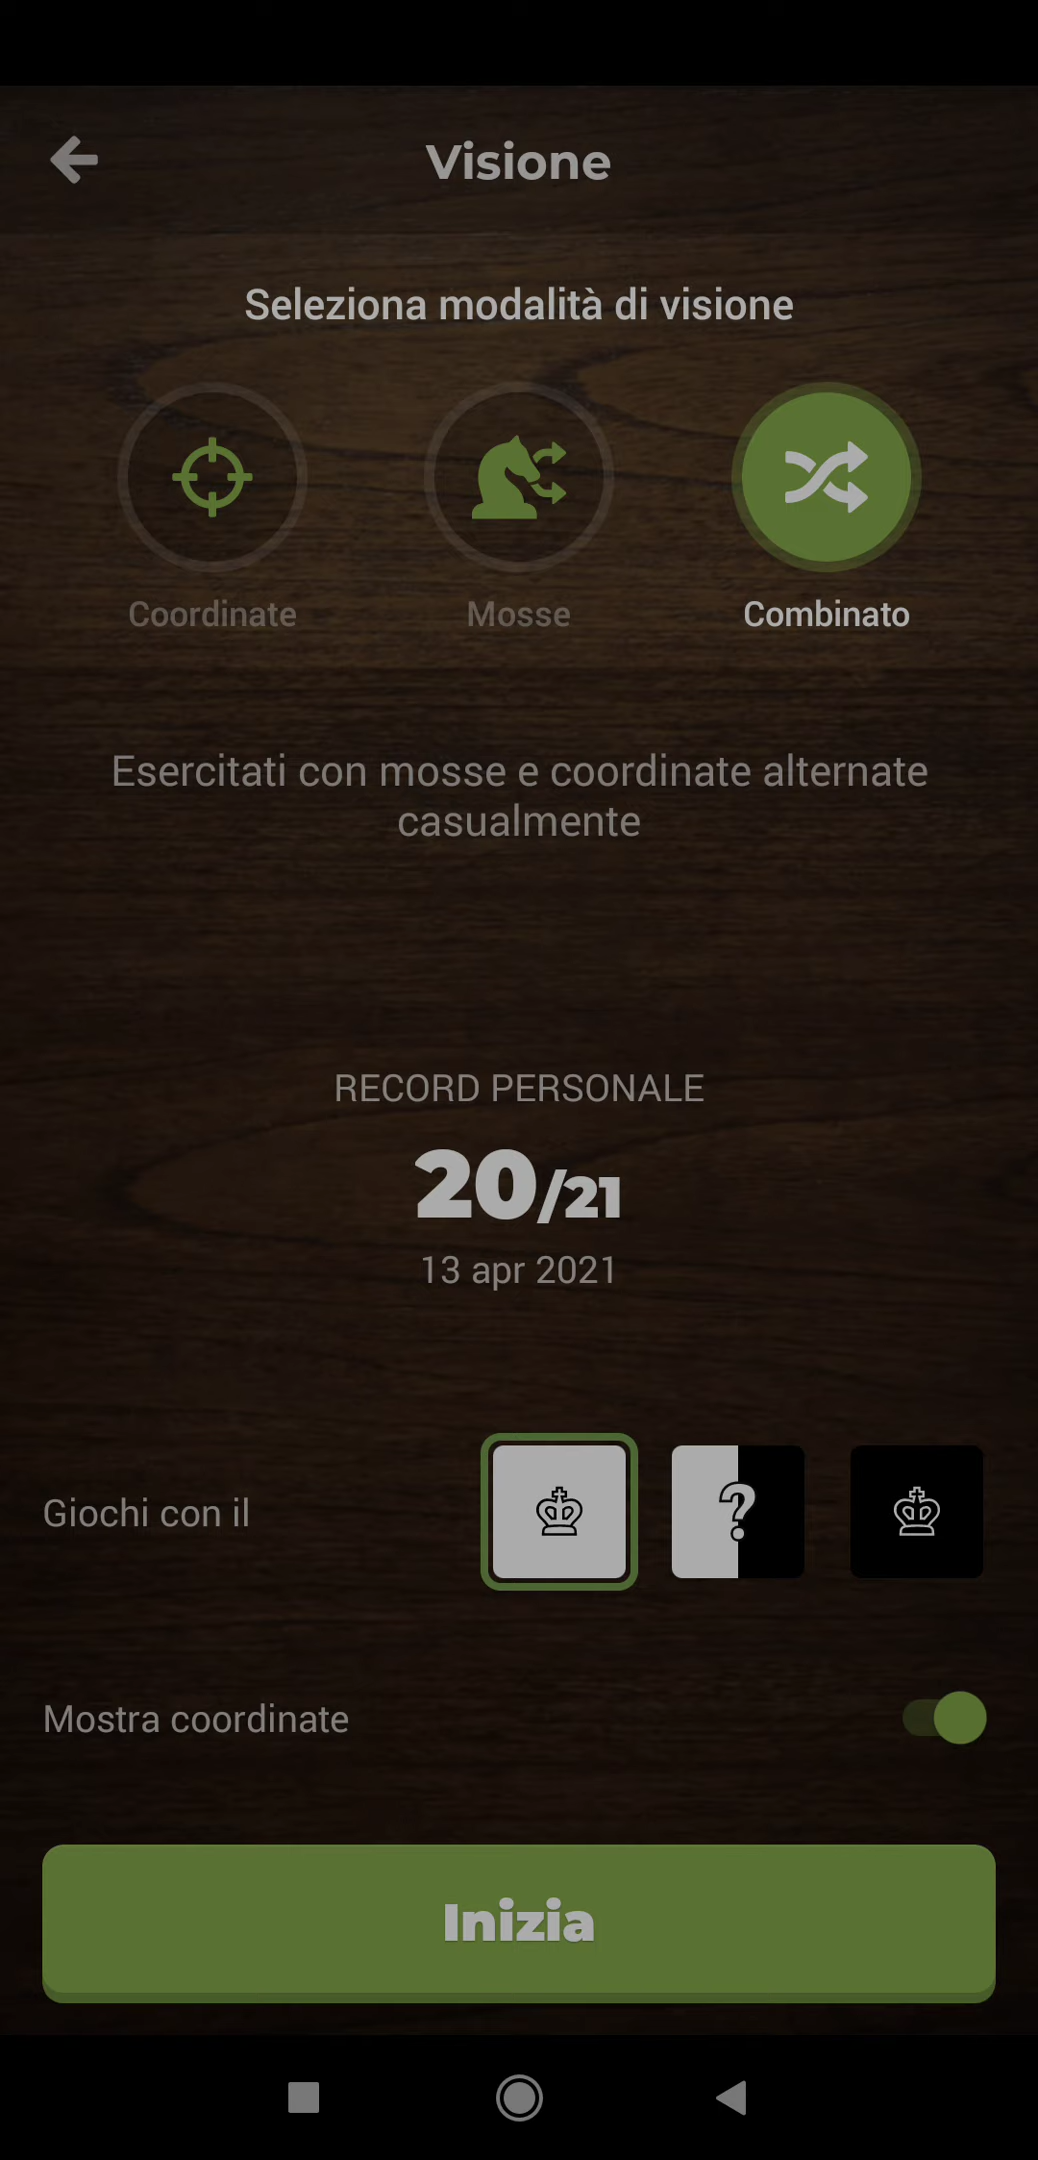 Visione
Seleziona modalità di visione
Coordinate
Mosse
Combinato
Esercitati con mosse e coordinate alternate
casualmente
RECORD PERSONALE
20/21
13 apr 2021
Giochi con il
?
Mostra coordinate
Inizia